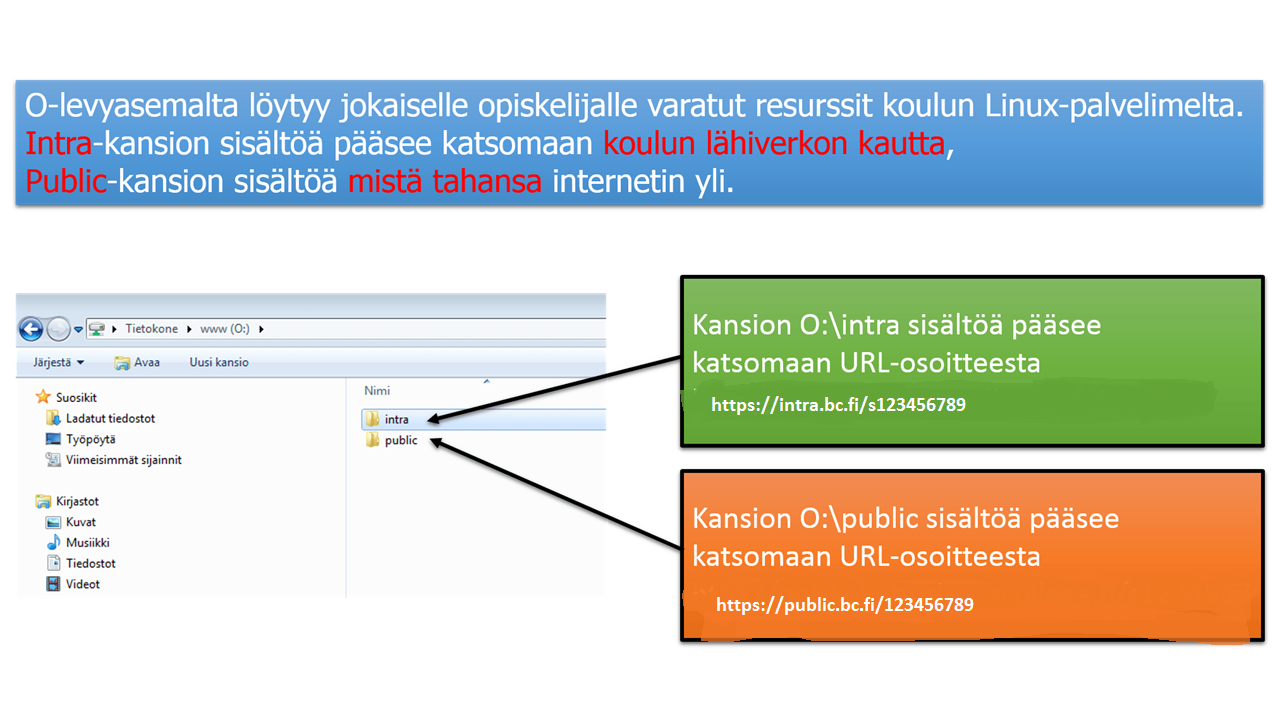 O-levyasemalta löytyy jokaiselle opiskelijalle varatut resurssit koulun Linux-palvelimelta.
Intra-kansion sisältöä pääsee katsomaan koulun lähiverkon kautta,
Public-kansion sisältöä mistä tahansa internetin yli.
Tietokone www (O:)
Järjestä Avaa Uusi kansio
Suosikit
Ladatut tiedostot
Työpöytä
Viimeisimmät sijainnit
Kirjastot
Kuvat
Musiikki
Tiedostot
Videot
Nimi
intra
public
Kansion O:\intra sisältöä pääsee
katsomaan URL-osoitteesta
https://intra.bc.fi/s123456789
Kansion O:\public sisältöä pääsee
katsomaan URL-osoitteesta
https://public.bc.fi/123456789